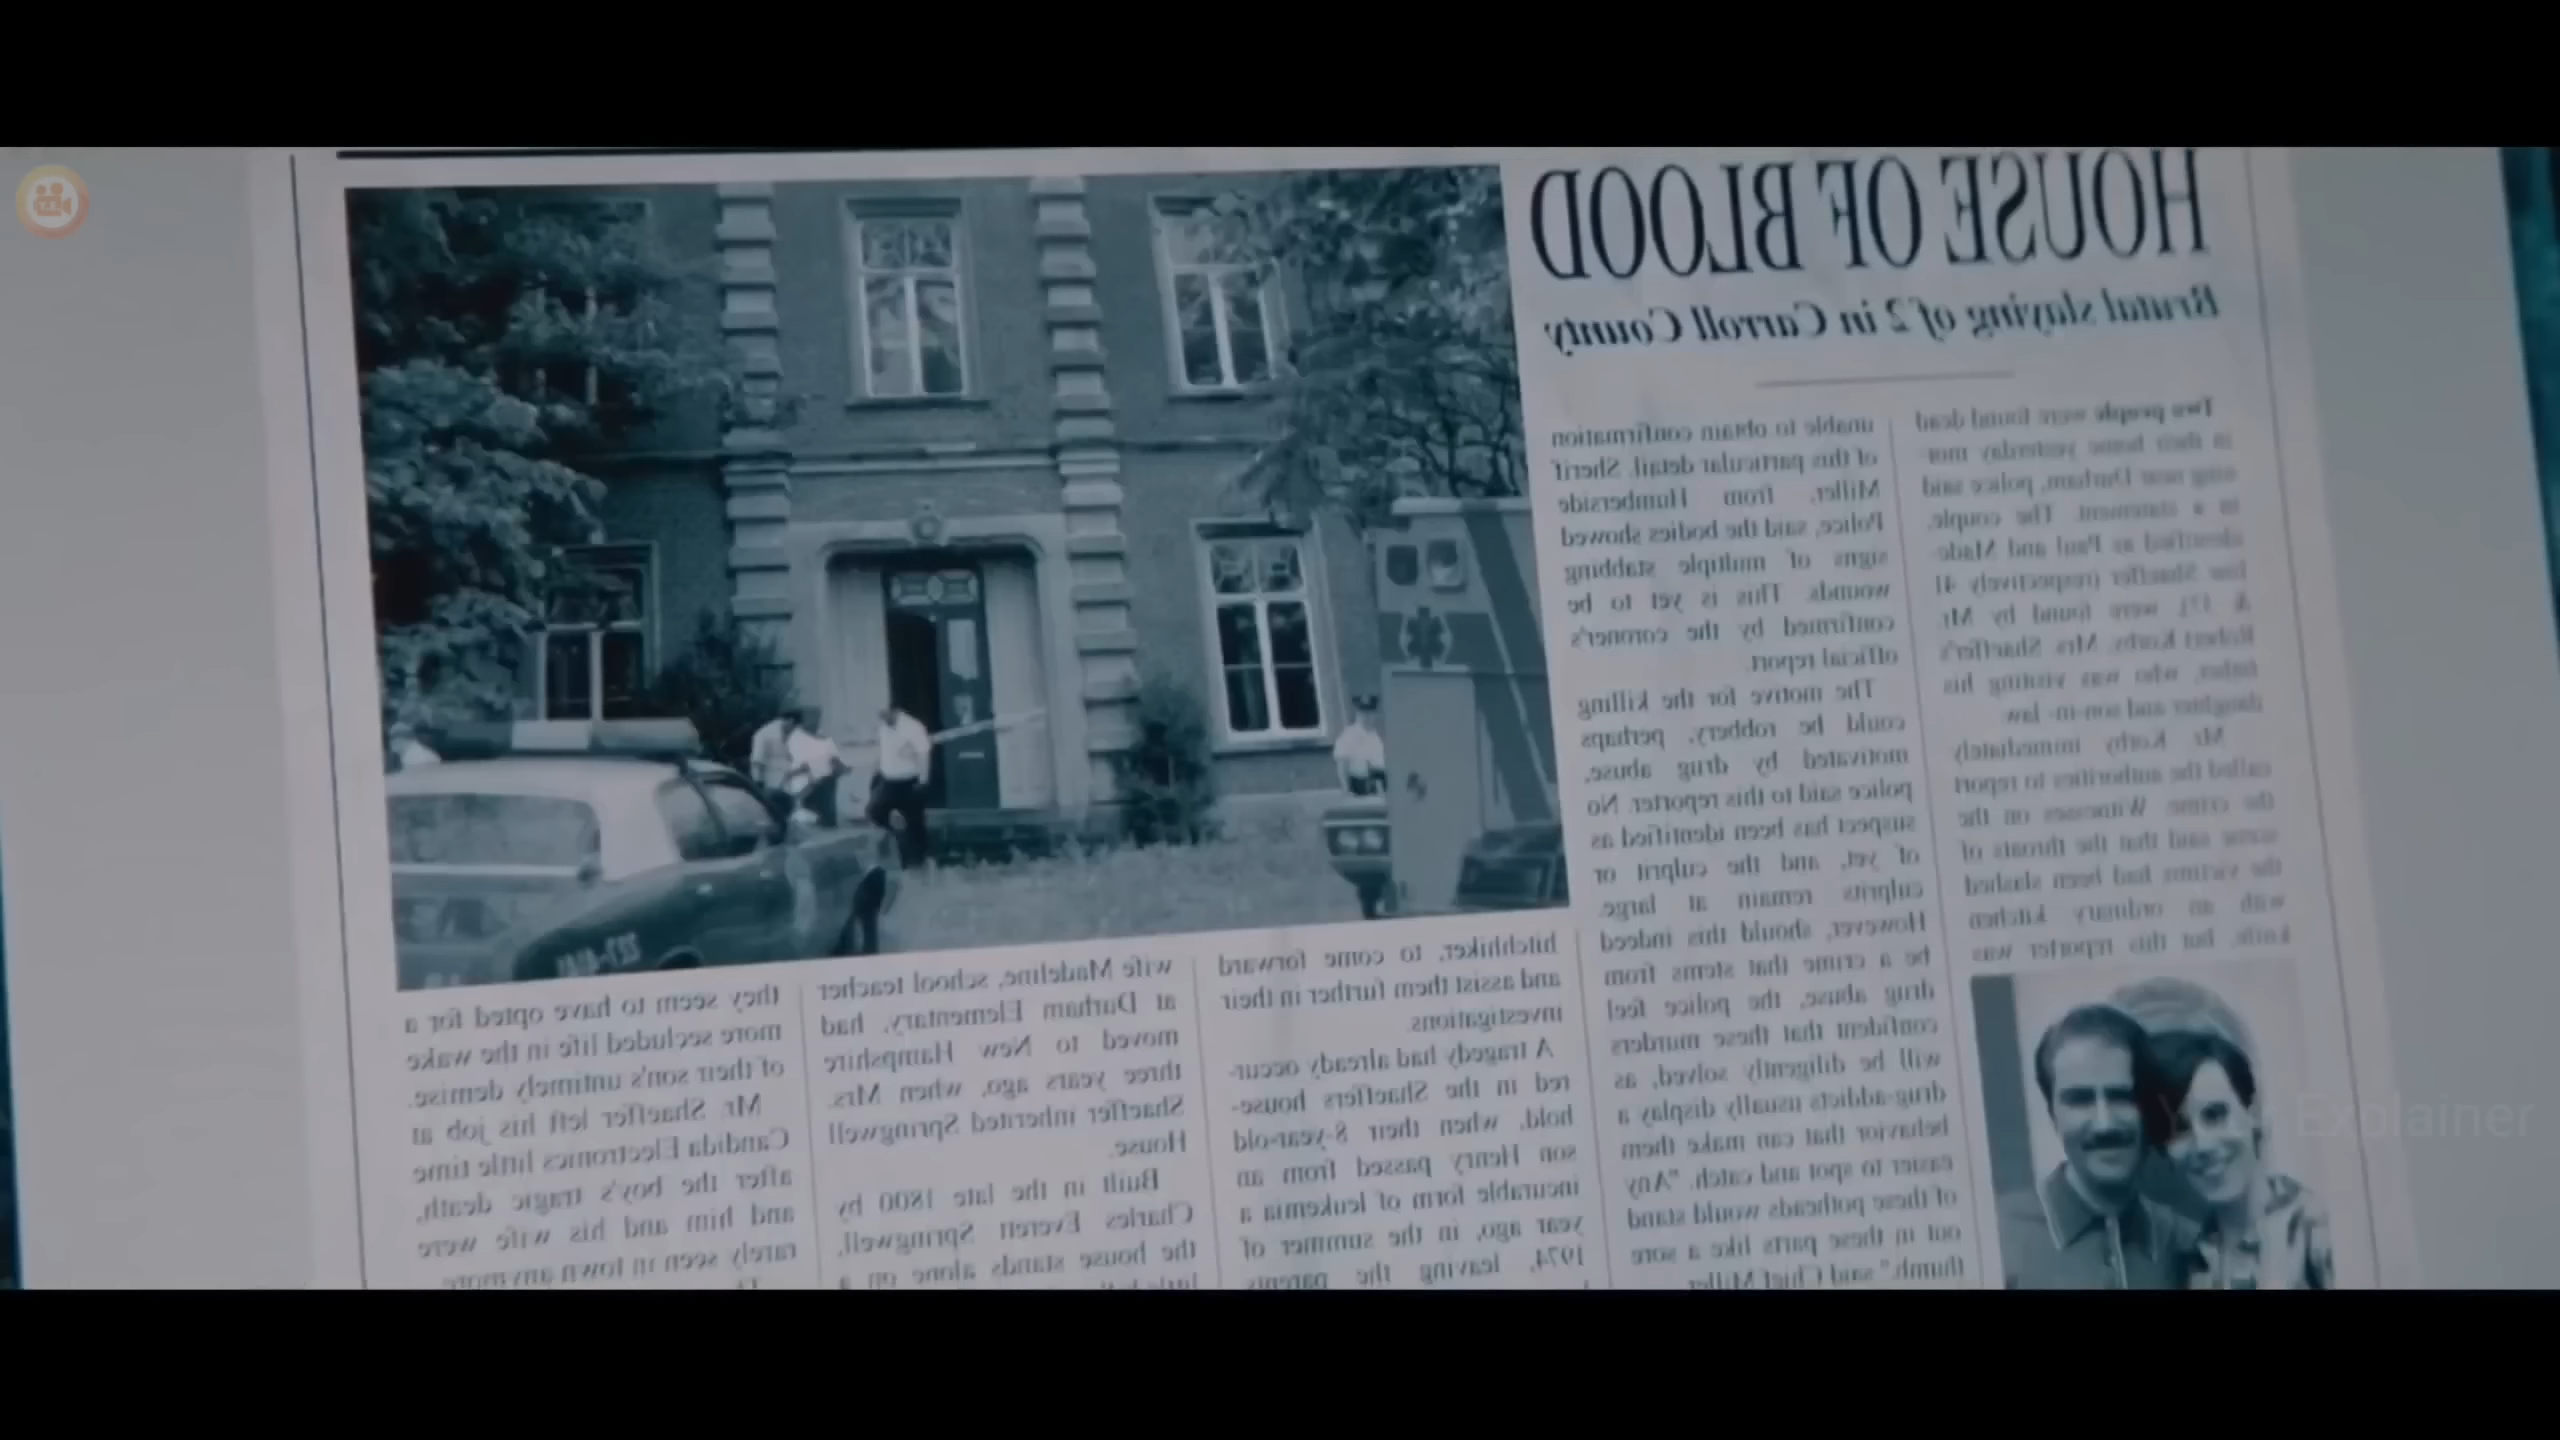 HOUSE OF BLOOD
Brutal slaying of 2 in Carroll County
Two people were found dead
in their home yesterday mor-
ning near Durham, police said
in a statement. The couple,
identified as Paul and Made-
line Shaeffer (respectively 41
& 37), were found by Mr.
Robert Korby, Mrs. Shaeffer's
father, who was visiting his
daughter and son-in-law.
Mr. Korby immediately
called the authorities to report
the crime. Witnesses on the
scene said that the throats of
the victims had been slashed
with an ordinary kitchen
knife, but this reporter was
unable to obtain confirmation
of this particular detail. Sherif
Miller, from Humberside
Police, said the bodies showed
signs of multiple stabbing
wounds. This is yet to be
confirmed by the coroner's
official report.
The motive for the killing
could be robbery, perhaps
motivated by drug abuse,
police said to this reporter. No
suspect has been identified as
of yet, and the culprit or
culprits remain at large.
However, should this indeed
be a crime that stems from
drug abuse, the police feel
confident that these murders
will be diligently solved, as
drug-addicts usually display a
behavior that can make them
easier to spot and catch. "Any
of these potheads would stand
out in these parts like a sore
thumb." said Chief Miller
hitchhiker, to come forward
and assist them further in their
investigations.
A tragedy had already occur-
red in the Shaeffers house-
hold, when their 8-year-old
son Henry passed from an
incurable form of leukemia a
year ago, in the summer of
1974, leaving the parents
wife Madeline, school teacher
at Durham Elementary, had
moved to New Hampshire
three years ago, when Mrs.
Shaeffer inherited Springwell
House.
Built in the late 1800 by
Charles Everett Springwell,
the house stands alone on a
they seem to have opted for a
more secluded life in the wake
of their son's untimely demise.
Mr. Shaeffer left his job at
Candida Electronics little time
after the boy's tragic death,
and him and his wife were
rarely seen in town anymore.
Y.E.
Explainer